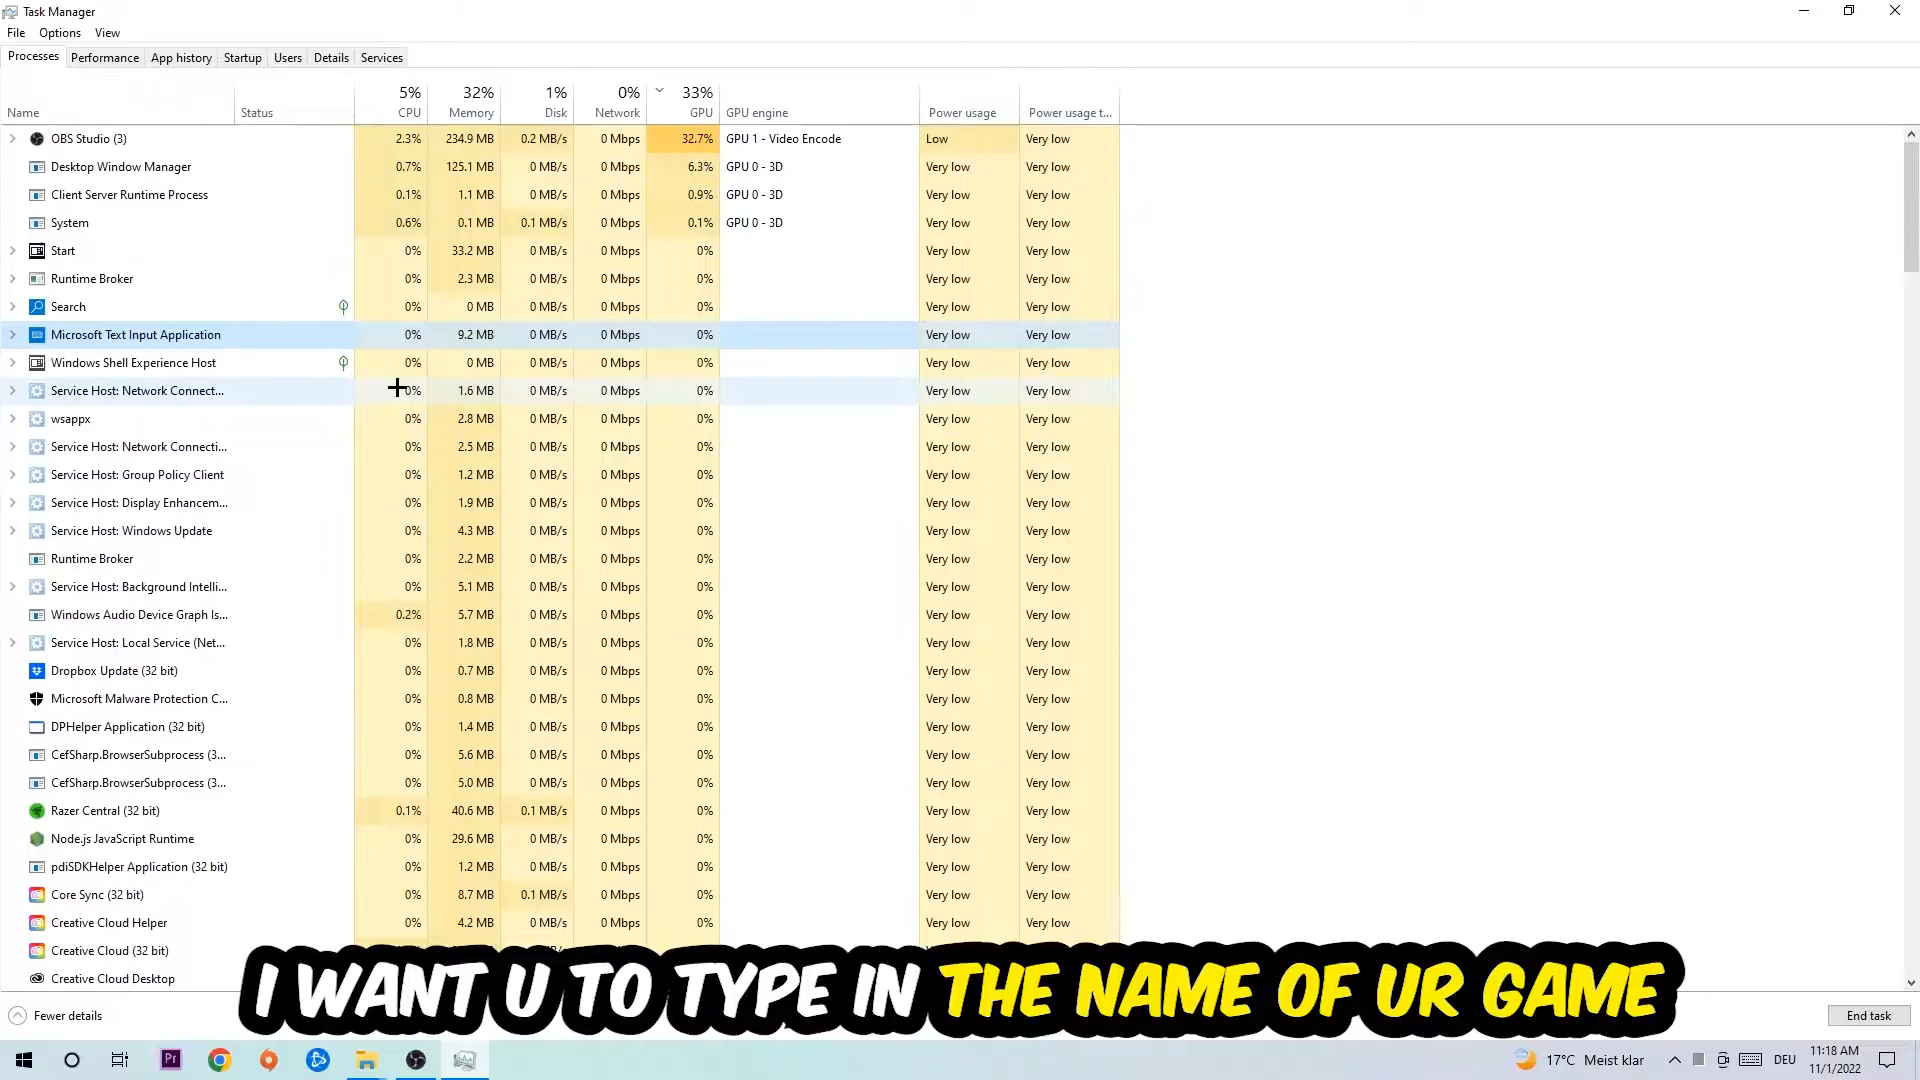 Task Manager
File Options View
Processes Performance App history Startup Users Details Services
5% 32% 1% 0% 33%
Name Status CPU Memory Disk Network GPU GPU engine Power usage Power usage t...
OBS Studio (3) 2.3% 234.9 MB 0.2 MB/s 0 Mbps 32.7% GPU 1 - Video Encode Low Very low
Desktop Window Manager 0.7% 125.1 MB 0 MB/s 0 Mbps 6.3% GPU 0 - 3D Very low Very low
Client Server Runtime Process 0.1% 1.1 MB 0 MB/s 0 Mbps 0.9% GPU 0 - 3D Very low Very low
System 0.6% 0.1 MB 0.1 MB/s 0 Mbps 0.1% GPU 0 - 3D Very low Very low
Start 0% 33.2 MB 0 MB/s 0 Mbps 0% Very low Very low
Runtime Broker 0% 2.3 MB 0 MB/s 0 Mbps 0% Very low Very low
Search 0% 0 MB 0 MB/s 0 Mbps 0% Very low Very low
Microsoft Text Input Application 0% 9.2 MB 0 MB/s 0 Mbps 0% Very low Very low
Windows Shell Experience Host 0% 0 MB 0 MB/s 0 Mbps 0% Very low Very low
Service Host: Network Connect... 0% 1.6 MB 0 MB/s 0 Mbps 0% Very low Very low
wsappx 0% 2.8 MB 0 MB/s 0 Mbps 0% Very low Very low
Service Host: Network Connecti... 0% 2.5 MB 0 MB/s 0 Mbps 0% Very low Very low
Service Host: Group Policy Client 0% 1.2 MB 0 MB/s 0 Mbps 0% Very low Very low
Service Host: Display Enhancem... 0% 1.9 MB 0 MB/s 0 Mbps 0% Very low Very low
Service Host: Windows Update 0% 4.3 MB 0 MB/s 0 Mbps 0% Very low Very low
Runtime Broker 0% 2.2 MB 0 MB/s 0 Mbps 0% Very low Very low
Service Host: Background Intelli... 0% 5.1 MB 0 MB/s 0 Mbps 0% Very low Very low
Windows Audio Device Graph Is... 0.2% 5.7 MB 0 MB/s 0 Mbps 0% Very low Very low
Service Host: Local Service (Net... 0% 1.8 MB 0 MB/s 0 Mbps 0% Very low Very low
Dropbox Update (32 bit) 0% 0.7 MB 0 MB/s 0 Mbps 0% Very low Very low
Microsoft Malware Protection C... 0% 0.8 MB 0 MB/s 0 Mbps 0% Very low Very low
DPHelper Application (32 bit) 0% 1.4 MB 0 MB/s 0 Mbps 0% Very low Very low
CefSharp.BrowserSubprocess (3... 0% 5.6 MB 0 MB/s 0 Mbps 0% Very low Very low
CefSharp.BrowserSubprocess (3... 0% 5.0 MB 0 MB/s 0 Mbps 0% Very low Very low
Razer Central (32 bit) 0.1% 40.6 MB 0.1 MB/s 0 Mbps 0% Very low Very low
Node.js JavaScript Runtime 0% 29.6 MB 0 MB/s 0 Mbps 0% Very low Very low
pdiSDKHelper Application (32 bit) 0% 1.2 MB 0 MB/s 0 Mbps 0% Very low Very low
Core Sync (32 bit) 0% 8.7 MB 0.1 MB/s 0 Mbps 0% Very low Very low
Creative Cloud Helper 0% 4.2 MB 0 MB/s 0 Mbps 0% Very low Very low
Creative Cloud (32 bit)
Creative Cloud Desktop
I WANT U TO TYPE IN THE NAME OF UR GAME
Fewer details End task
Pr 17°C Meist klar DEU 11:18 AM
11/1/2022